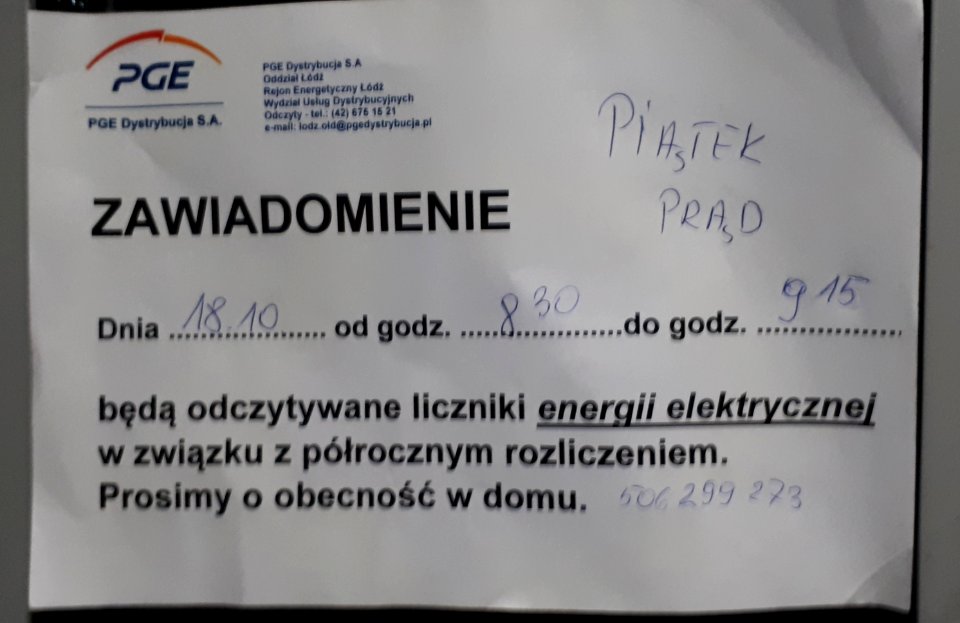 PGE
PGE Dystrybucja S.A.
PGE Dystrybucja S.A
Oddział Łódź
Rejon Energetyczny Łódź
Wydział Usług Dystrybucyjnych
Odczyty - tel.: (42) 675 15 21
e-mail: lodz.old@pgedystrybucja.pl
PIĄTEK
PRĄD
ZAWIADOMIENIE
Dnia ...18.10... od godz. ...8 30...do godz. ...9 15...
będą odczytywane liczniki energii elektrycznej
w związku z półrocznym rozliczeniem.
Prosimy o obecność w domu. 506 299 273